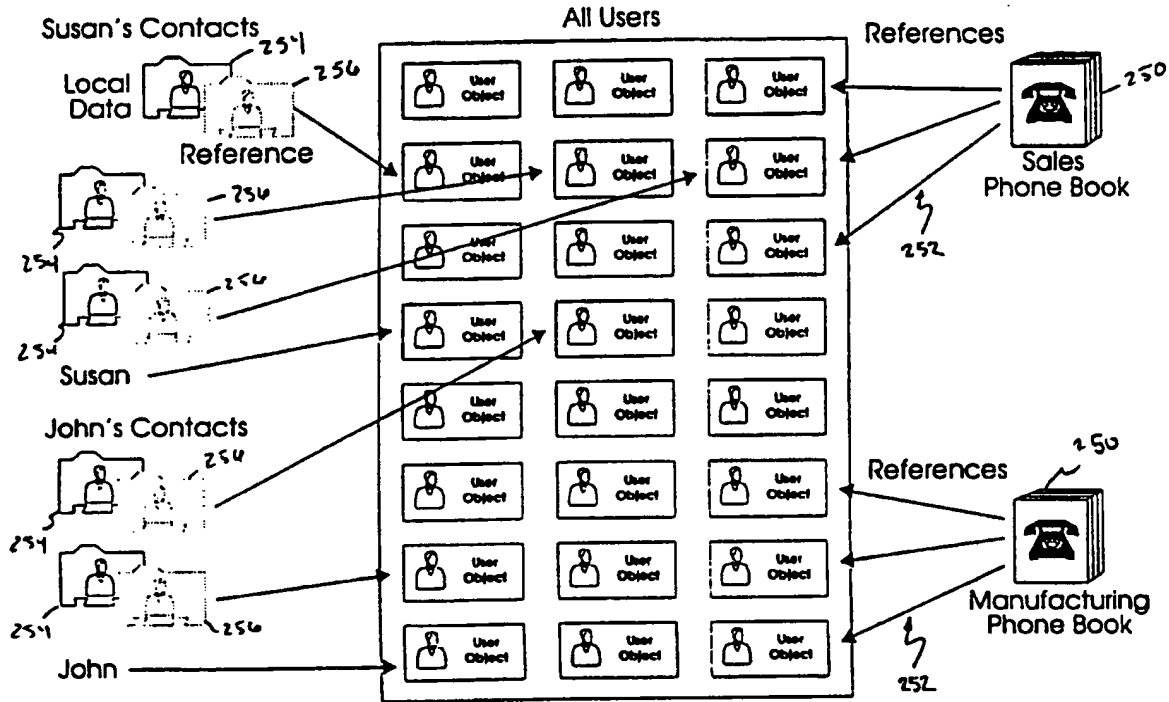 All Users
Susan's Contacts
References
254
256
Local
Data
250
Reference
Sales
Phone Book
256
254
252
256
254
Susan
User
Object
User
Object
User
Object
User
Object
User
Object
User
Object
User
Object
User
Object
User
Object
User
Object
User
Object
User
Object
User
Object
User
Object
User
Object
User
Object
User
Object
User
Object
User
Object
User
Object
User
Object
User
Object
User
Object
User
Object
John's Contacts
256
254
254
256
John
References
250
Manufacturing
Phone Book
252